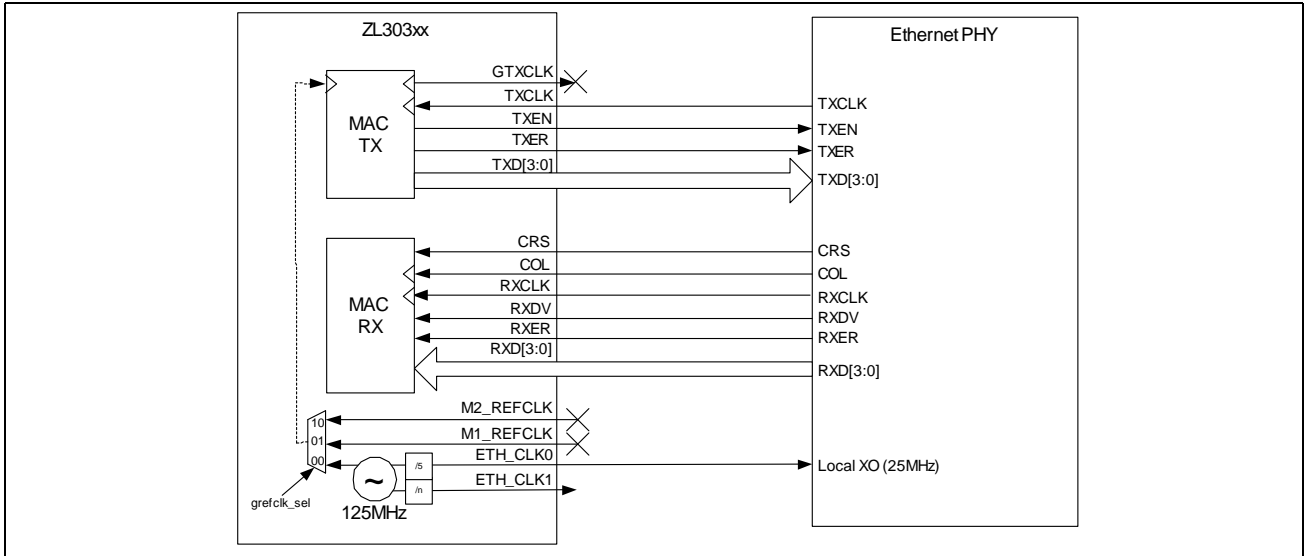 ZL303xx
Ethernet PHY
MAC
TX
GTXCLK
TXCLK
TXEN
TXER
TXD[3:0]
TXCLK
TXEN
TXER
TXD[3:0]
MAC
RX
CRS
COL
RXCLK
RXDV
RXER
RXD[3:0]
CRS
COL
RXCLK
RXDV
RXER
RXD[3:0]
10
01
00
M2_REFCLK
M1_REFCLK
ETH_CLK0
ETH_CLK1
/5
/n
~
Local XO (25MHz)
grefclk_sel
125MHz